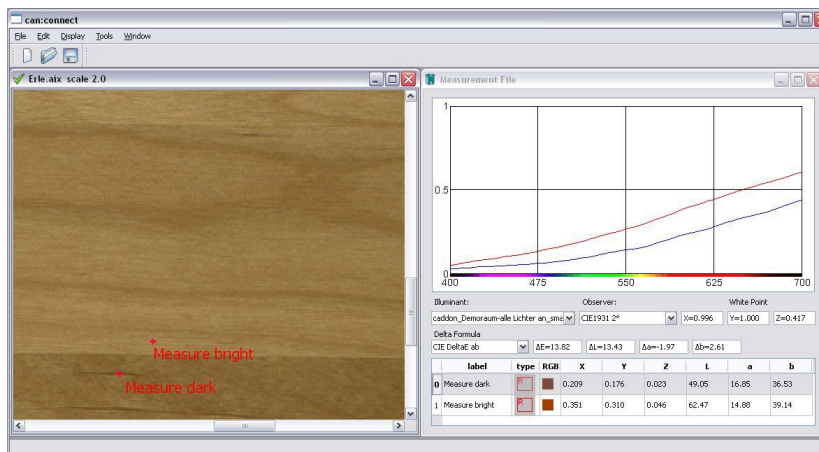 can:connect
File Edit Display Tools Window
Erle.aix scale 2.0
Measure bright
Measure dark
Measurement File
1
0.5
0
400 475 550 625 700
Illuminant: Observer: White Point
caddon_Demoraum-alle Lichter an_sma CIE1931 2° X=0.996 Y=1.000 Z=0.417
Delta Formula
CIE DeltaE ab ΔE=13.82 ΔL=13.43 Δa=-1.97 Δb=2.61
label type RGB X Y Z L a b
0 Measure dark R 0.209 0.176 0.023 49.05 16.85 36.53
1 Measure bright R 0.351 0.310 0.046 62.47 14.88 39.14